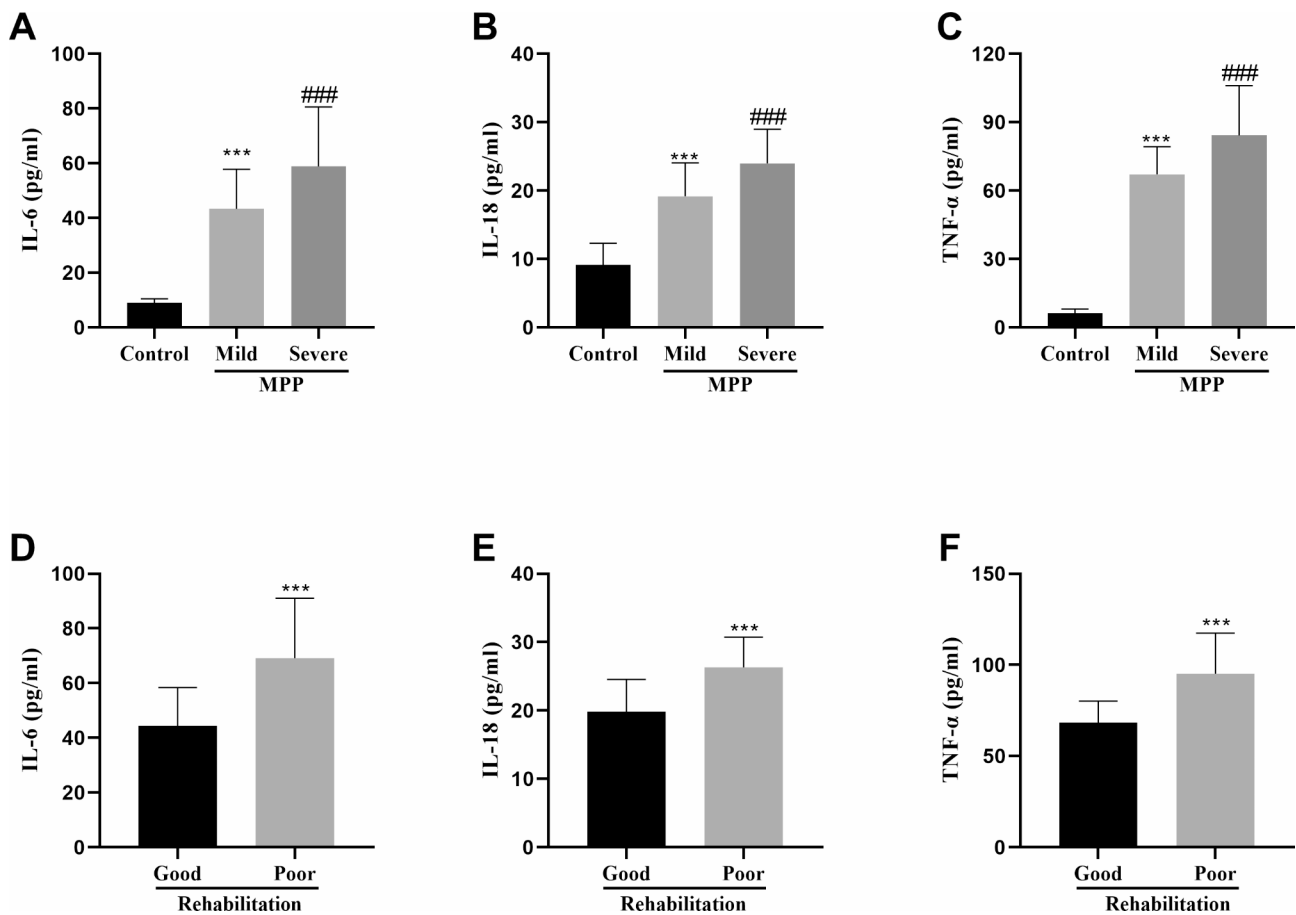 A
IL-6 (pg/ml)
100
80
60
40
20
0
***
###
Control
Mild
Severe
MPP
B
IL-18 (pg/ml)
40
30
20
10
0
***
###
Control
Mild
Severe
MPP
C
TNF-α (pg/ml)
120
90
60
30
0
***
###
Control
Mild
Severe
MPP
D
IL-6 (pg/ml)
100
80
60
40
20
0
***
Good
Poor
Rehabilitation
E
IL-18 (pg/ml)
40
30
20
10
0
***
Good
Poor
Rehabilitation
F
TNF-α (pg/ml)
150
100
50
0
***
Good
Poor
Rehabilitation